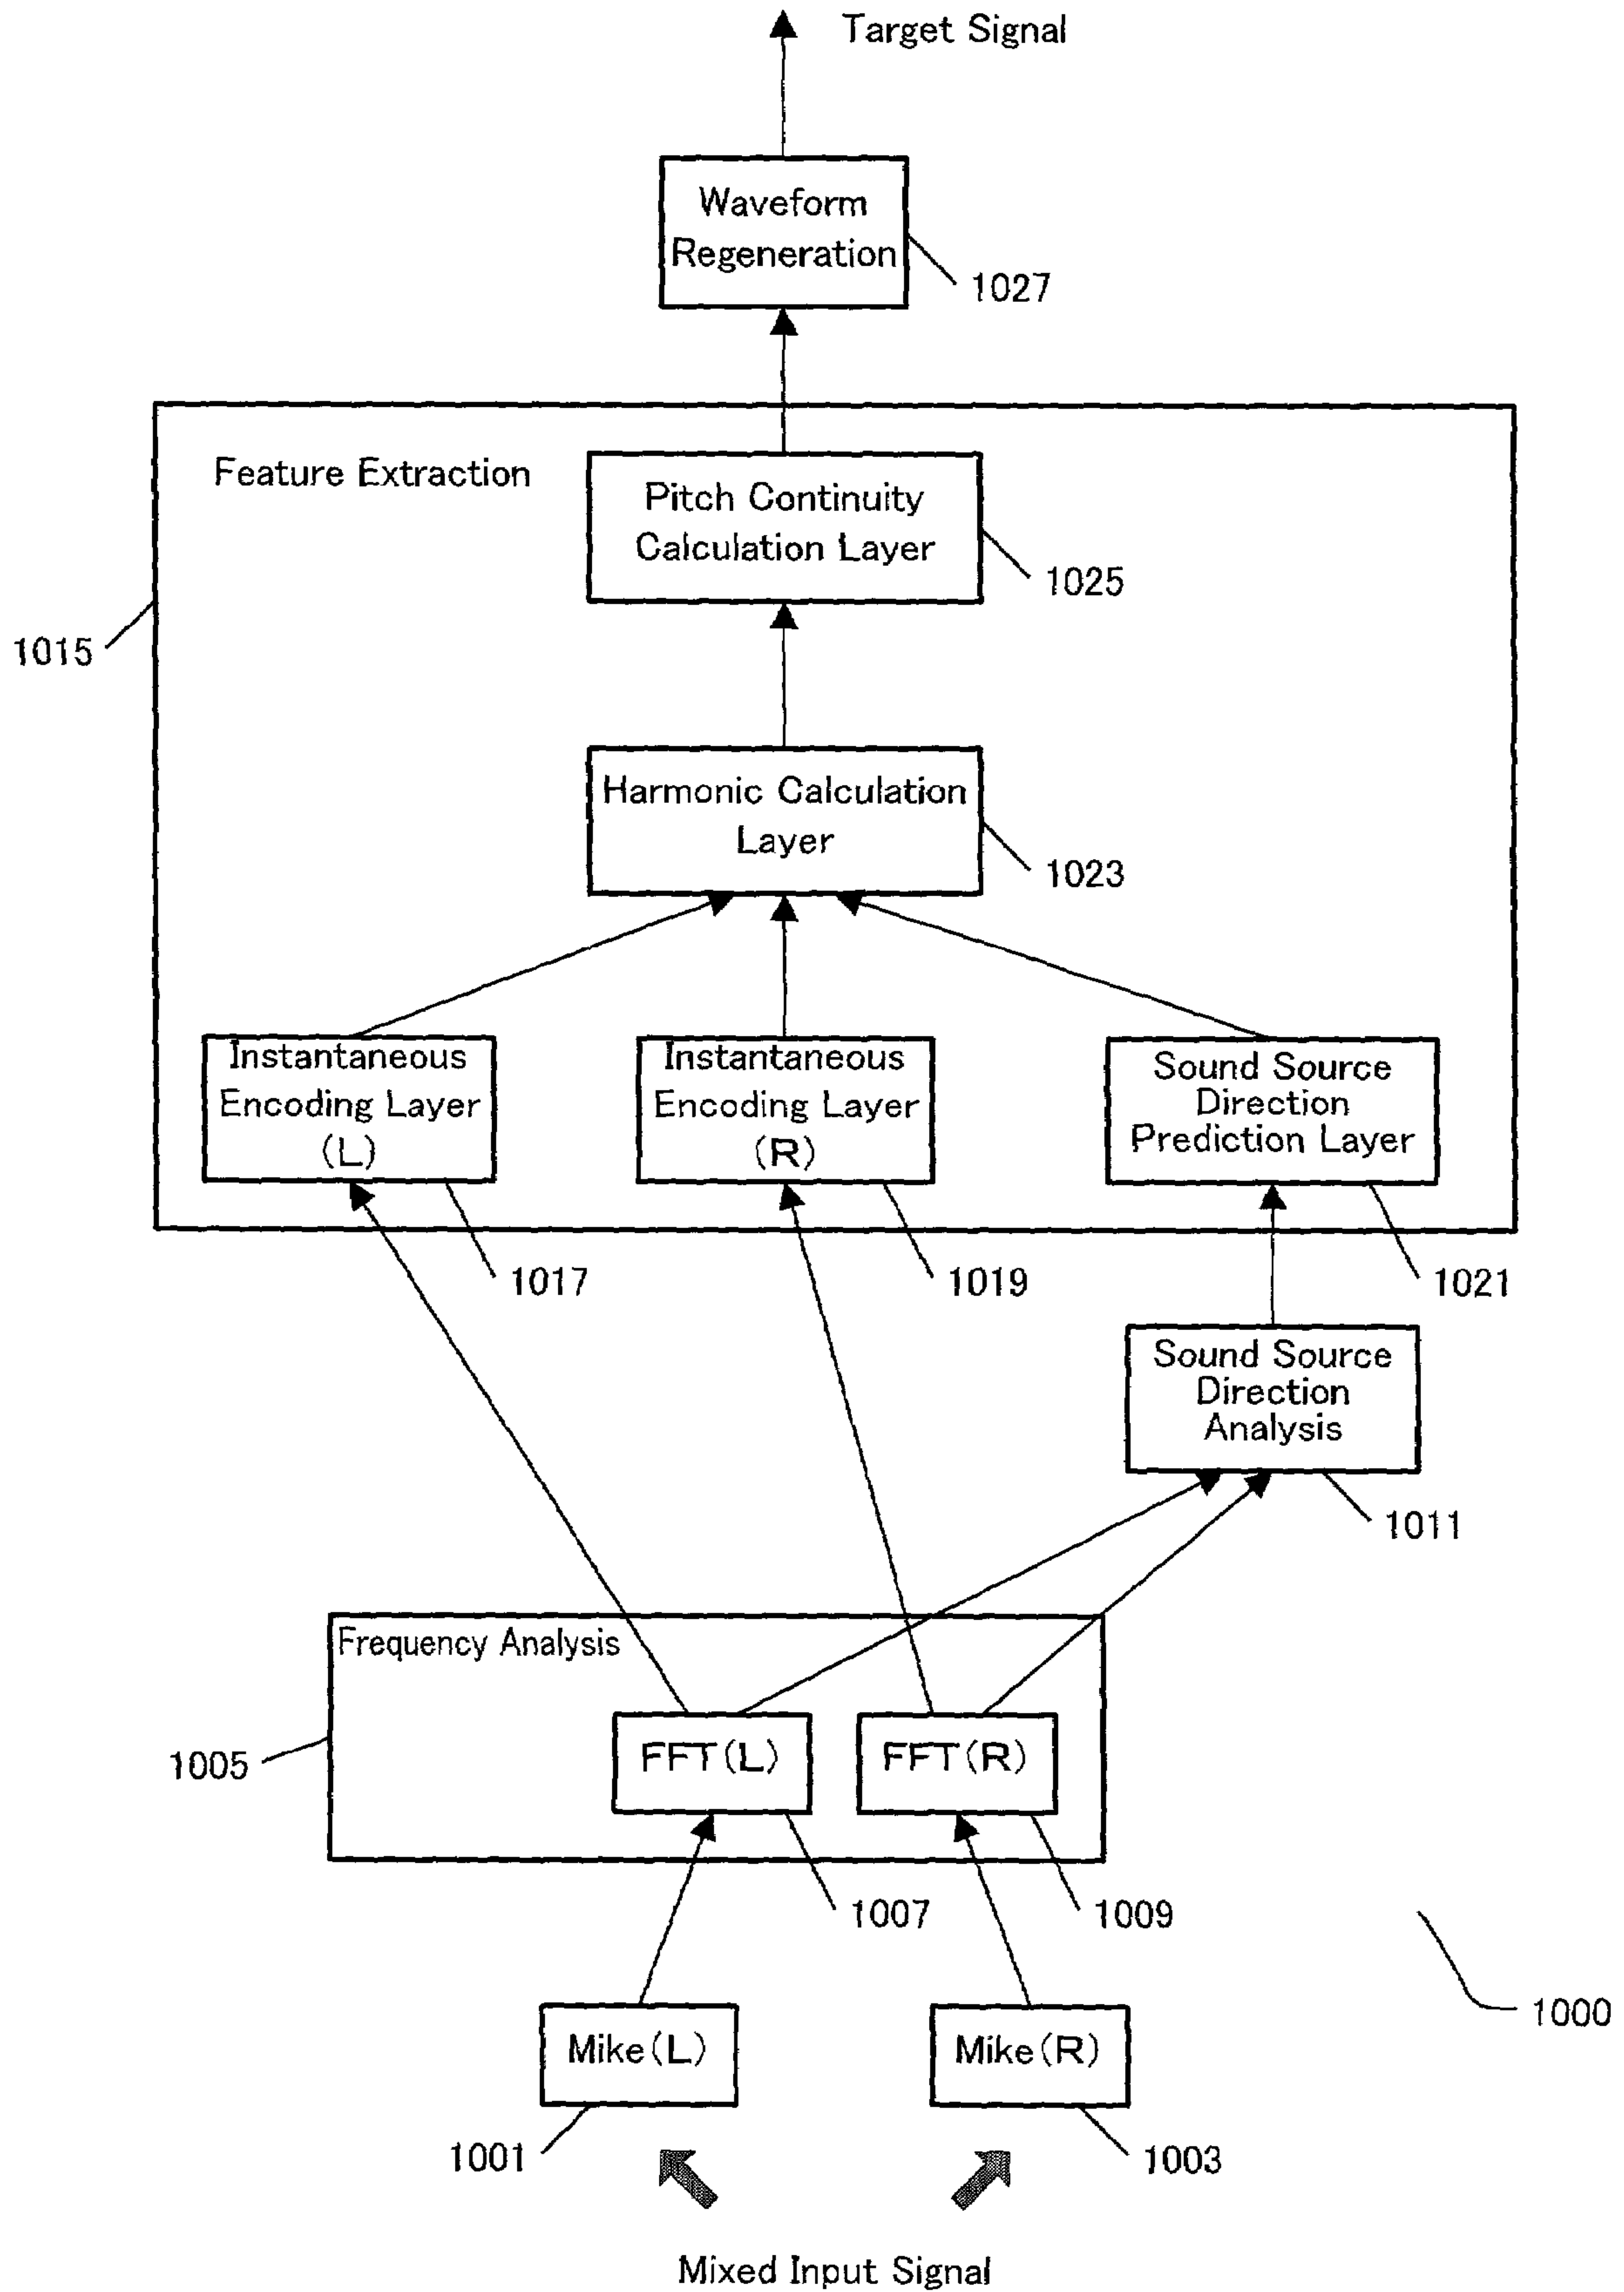 Target Signal
Waveform
Regeneration
1027
Feature Extraction
Pitch Continuity
Calculation Layer
1025
1015
Harmonic Calculation
Layer
1023
Instantaneous
Encoding Layer
(L)
Instantaneous
Encoding Layer
(R)
Sound Source
Direction
Prediction Layer
1017
1019
1021
Sound Source
Direction
Analysis
1011
Frequency Analysis
FFT(L)
FFT(R)
1005
1007
1009
1000
Mike(L)
Mike(R)
1001
1003
Mixed Input Signal